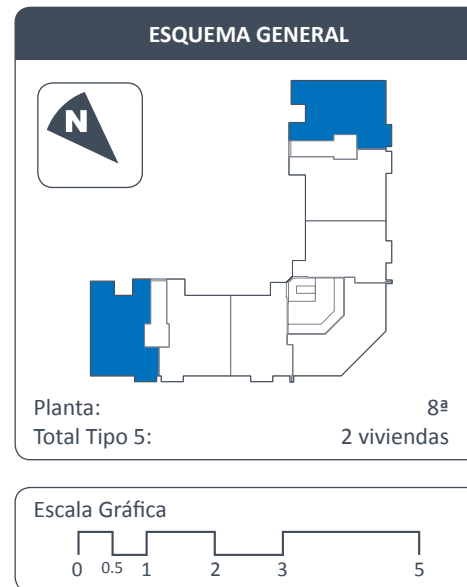 ESQUEMA GENERAL
N
Planta: 8ª
Total Tipo 5: 2 viviendas
Escala Gráfica
0 0.5 1 2 3 5